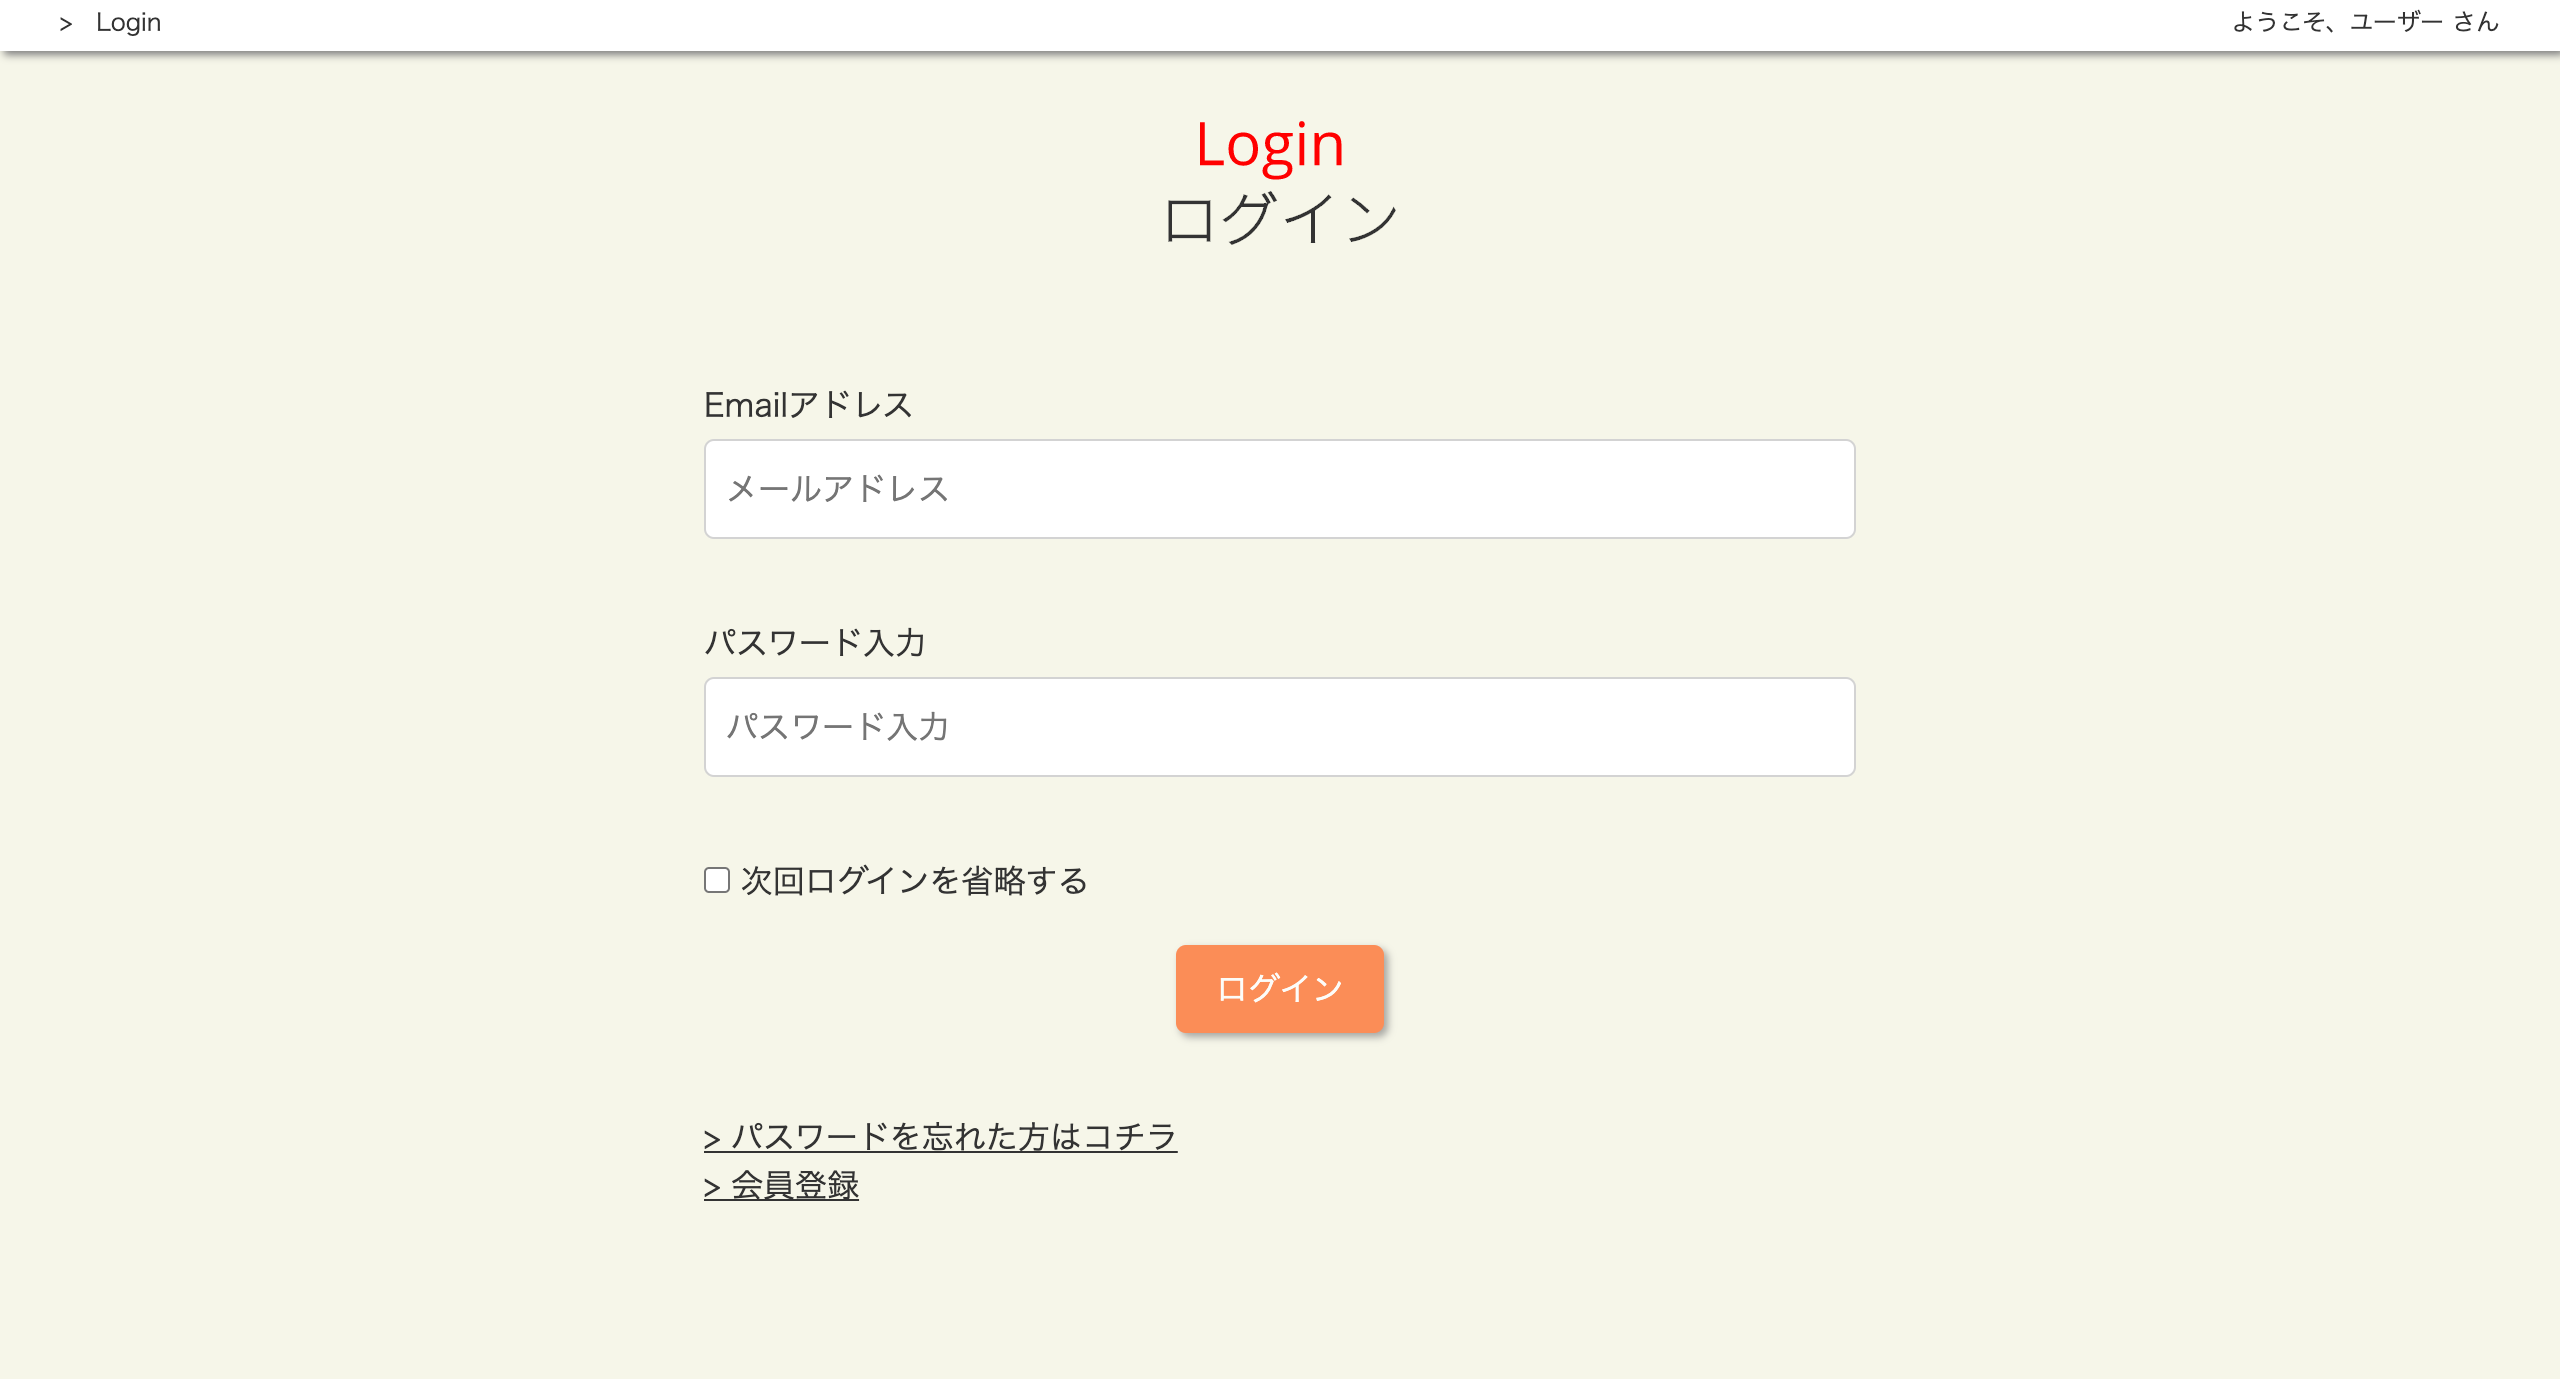 > Login
ようこそ、ユーザー さん
Login
ログイン
Emailアドレス
メールアドレス
パスワード入力
パスワード入力
次回ログインを省略する
ログイン
> パスワードを忘れた方はコチラ
> 会員登録